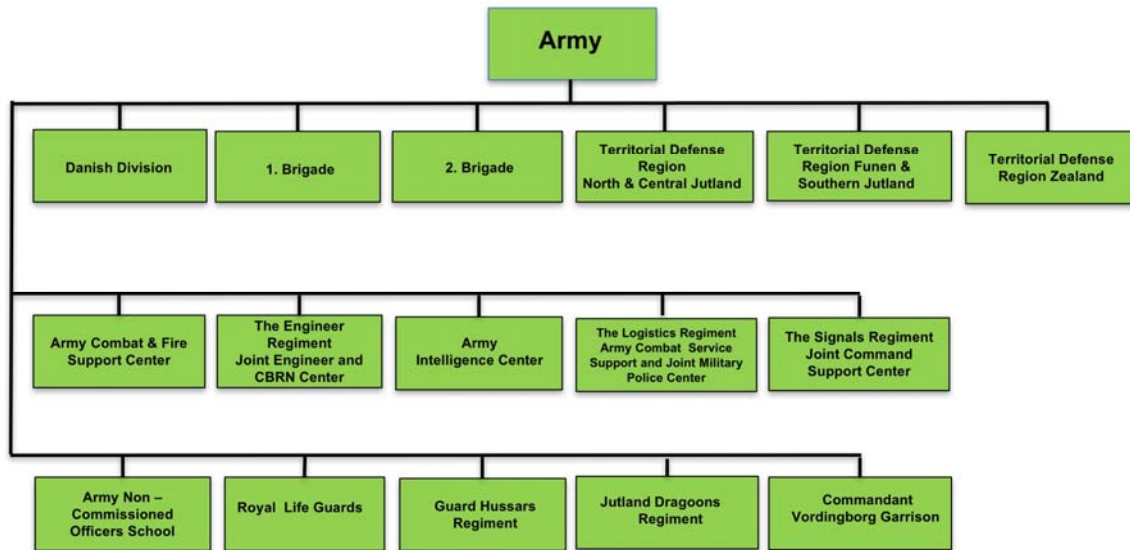 Army
Danish Division
1. Brigade
2. Brigade
Territorial Defense
Region
North & Central Jutland
Territorial Defense
Region Funen &
Southern Jutland
Territorial Defense
Region Zealand
Army Combat & Fire
Support Center
The Engineer
Regiment
Joint Engineer and
CBRN Center
Army
Intelligence Center
The Logistics Regiment
Army Combat Service
Support and Joint Military
Police Center
The Signals Regiment
Joint Command
Support Center
Army Non –
Commissioned
Officers School
Royal Life Guards
Guard Hussars
Regiment
Jutland Dragoons
Regiment
Commandant
Vordingborg Garrison